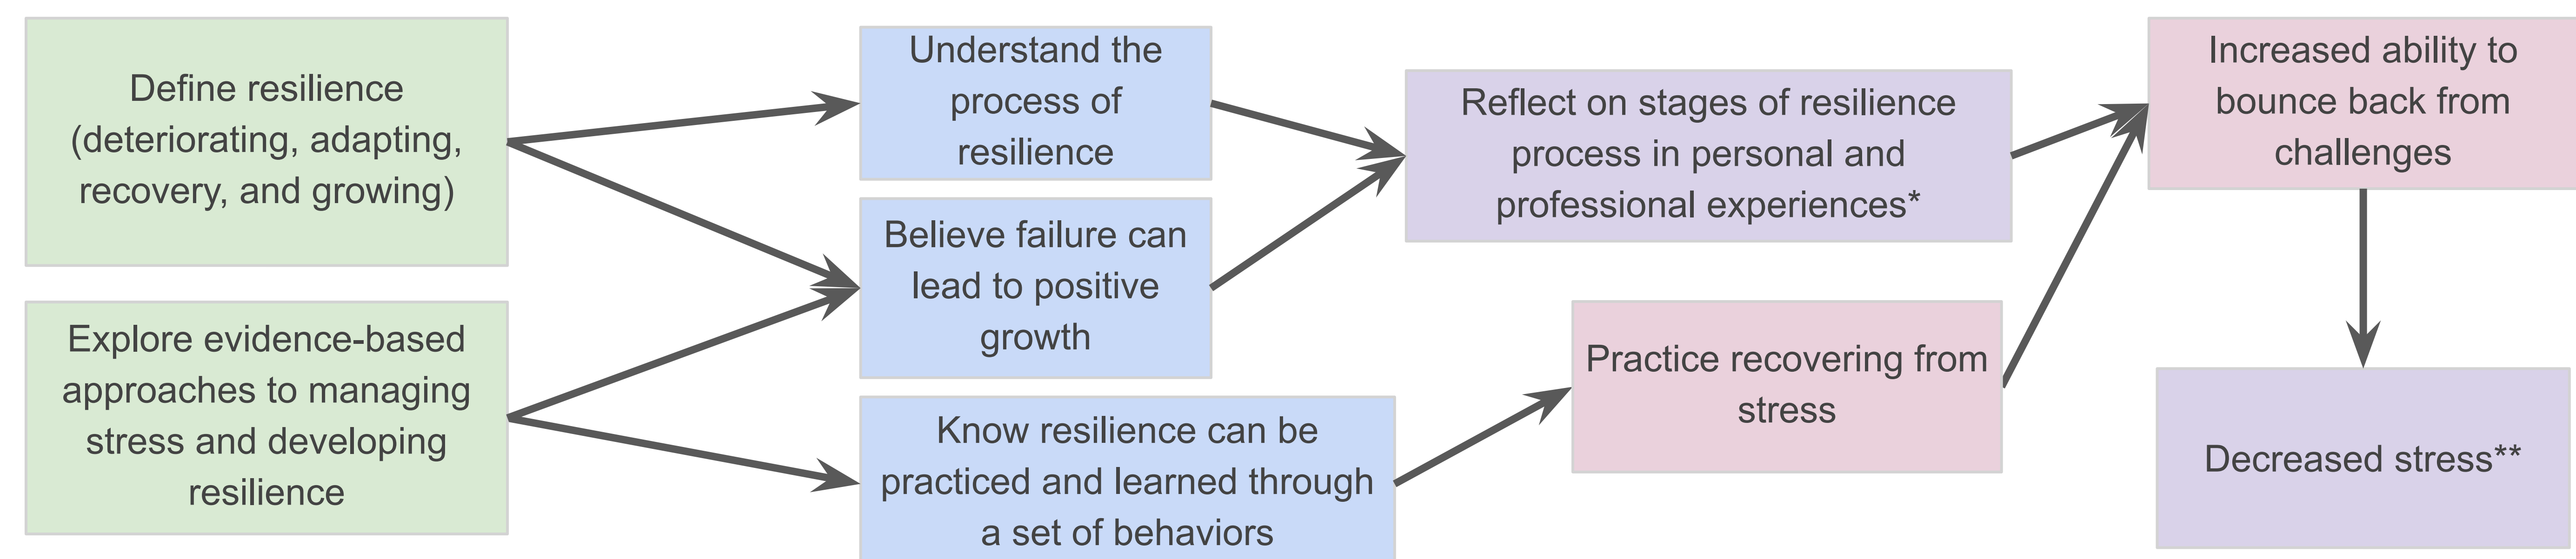 Define resilience
(deteriorating, adapting,
recovery, and growing)
Explore evidence-based
approaches to managing
stress and developing
resilience
Understand the
process of
resilience
Believe failure can
lead to positive
growth
Know resilience can be
practiced and learned through
a set of behaviors
Reflect on stages of resilience
process in personal and
professional experiences*
Practice recovering from
stress
Increased ability to
bounce back from
challenges
Decreased stress**